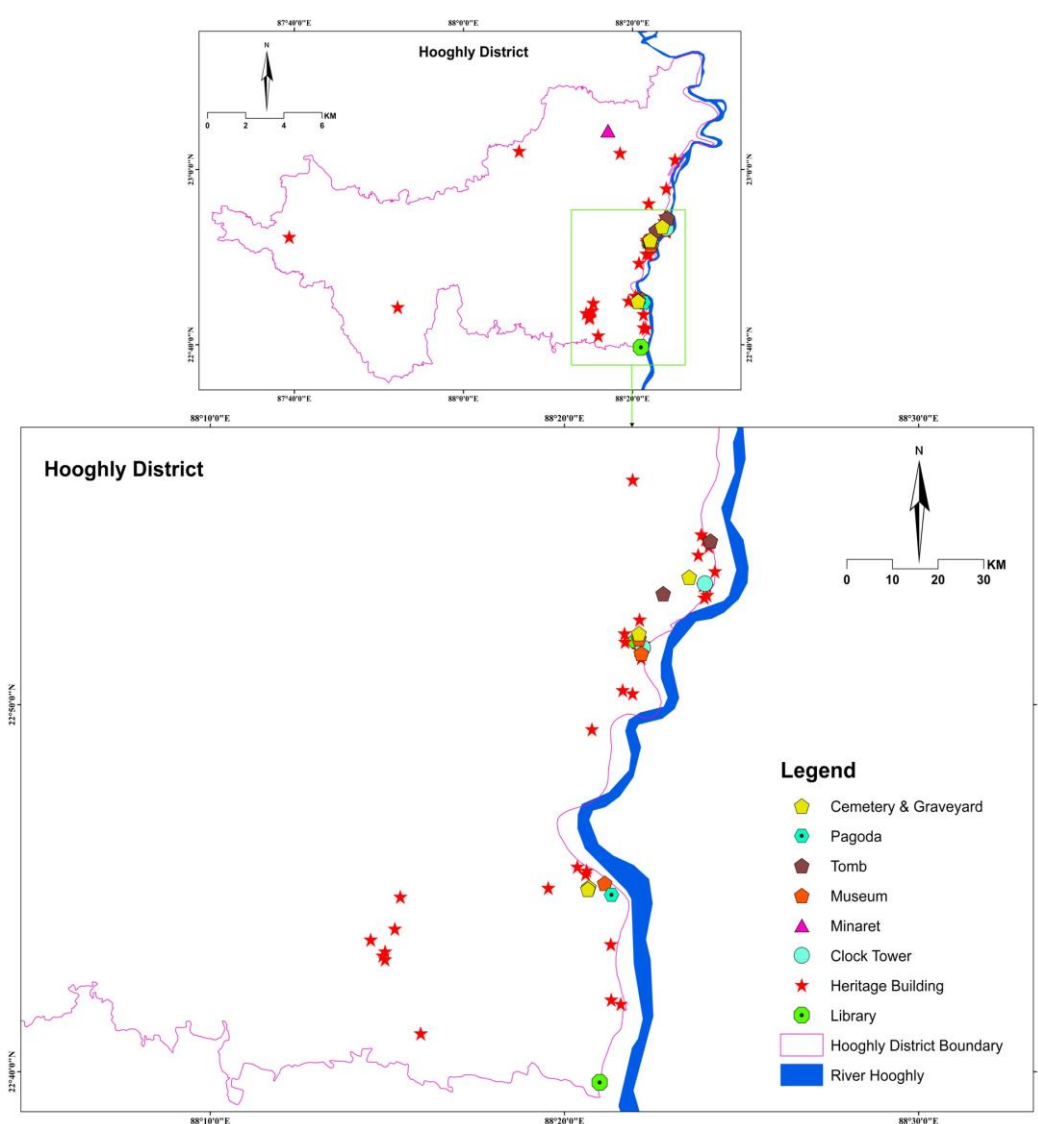 87°40'0"E 88°0'0"E 88°20'0"E
Hooghly District
N
KM
0 2 4 6
23°0'0"N 23°0'0"N
22°40'0"N 22°40'0"N
87°40'0"E 88°0'0"E 88°20'0"E
88°10'0"E 88°20'0"E 88°30'0"E
Hooghly District
N
KM
0 10 20 30
22°50'0"N
Legend
Cemetery & Graveyard
Pagoda
Tomb
Museum
Minaret
Clock Tower
Heritage Building
Library
Hooghly District Boundary
River Hooghly
22°40'0"N
88°10'0"E 88°20'0"E 88°30'0"E